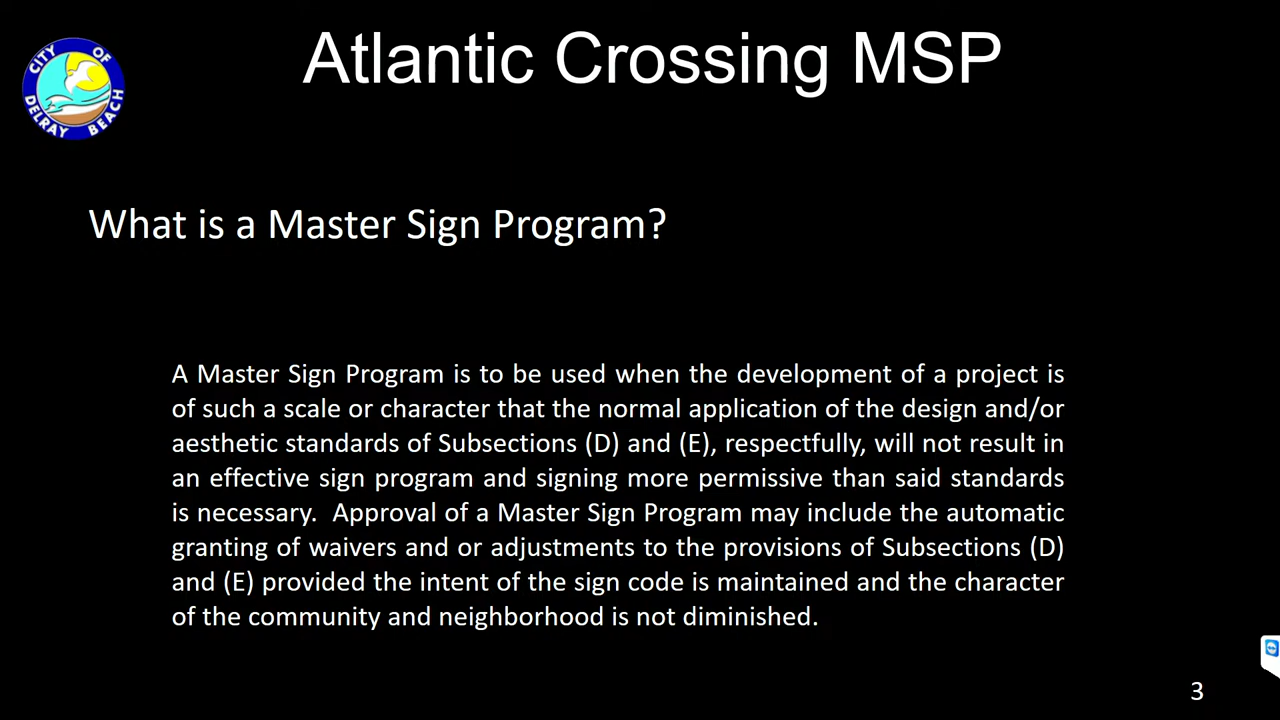 Atlantic Crossing MSP
CITY OF
DELRAY BEACH
What is a Master Sign Program?
A Master Sign Program is to be used when the development of a project is
of such a scale or character that the normal application of the design and/or
aesthetic standards of Subsections (D) and (E), respectfully, will not result in
an effective sign program and signing more permissive than said standards
is necessary.  Approval of a Master Sign Program may include the automatic
granting of waivers and or adjustments to the provisions of Subsections (D)
and (E) provided the intent of the sign code is maintained and the character
of the community and neighborhood is not diminished.
3